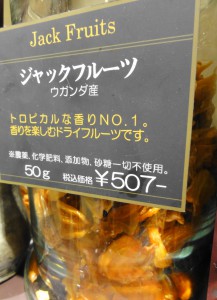 Jack Fruits
ジャックフルーツ
ウガンダ産
トロピカルな香りNO.1。
香りを楽しむドライフルーツです。
※農薬、化学肥料、添加物、砂糖一切不使用。
50g 税込価格 ¥507-